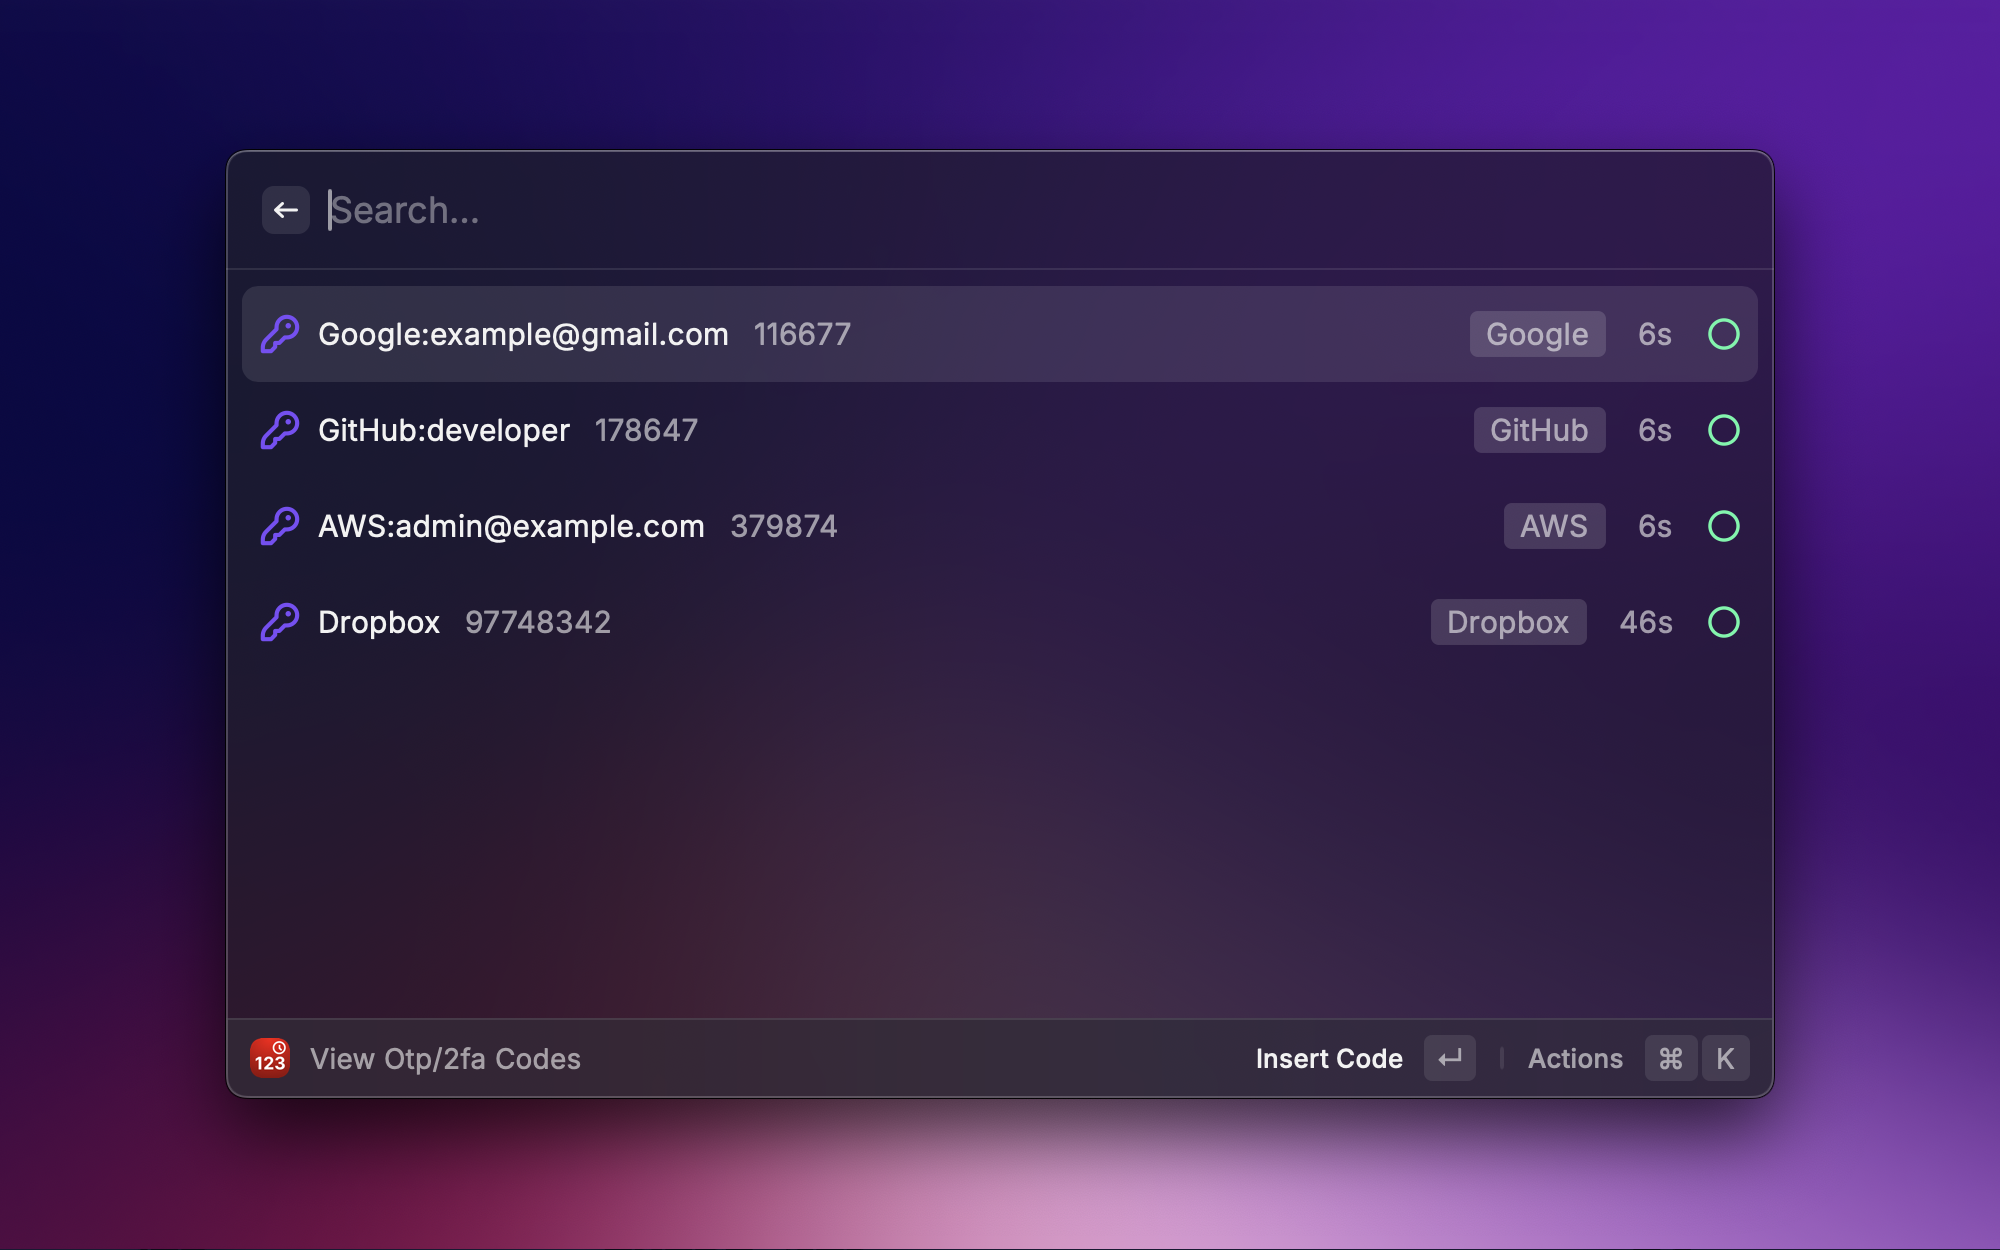 Search...
Google:example@gmail.com 116677 Google 6s
GitHub:developer 178647 GitHub 6s
AWS:admin@example.com 379874 AWS 6s
Dropbox 97748342 Dropbox 46s
123 View Otp/2fa Codes Insert Code ↵ Actions ⌘ K